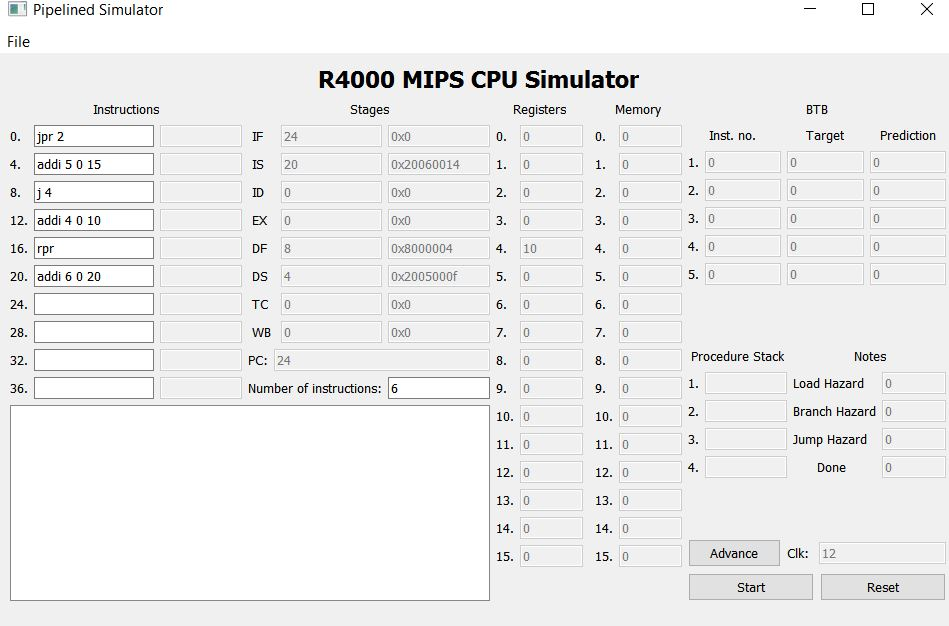 Pipelined Simulator
File
R4000 MIPS CPU Simulator
Instructions Stages Registers Memory BTB
Inst. no. Target Prediction
0. jpr 2 IF 24 0x0 0. 0 0. 0
4. addi 5 0 15 IS 20 0x20060014 1. 0 1. 0 1. 0 0 0
8. j 4 ID 0 0x0 2. 0 2. 0 2. 0 0 0
12. addi 4 0 10 EX 0 0x0 3. 0 3. 0 3. 0 0 0
16. rpr DF 8 0x8000004 4. 10 4. 0 4. 0 0 0
20. addi 6 0 20 DS 4 0x2005000f 5. 0 5. 0 5. 0 0 0
24. TC 0 0x0 6. 0 6. 0
28. WB 0 0x0 7. 0 7. 0
32. PC: 24 8. 0 8. 0 Procedure Stack Notes
36. Number of instructions: 6 9. 0 9. 0 1. Load Hazard 0
10. 0 10. 0 2. Branch Hazard 0
11. 0 11. 0 3. Jump Hazard 0
12. 0 12. 0 4. Done 0
13. 0 13. 0
14. 0 14. 0
15. 0 15. 0 Advance Clk: 12
Start Reset